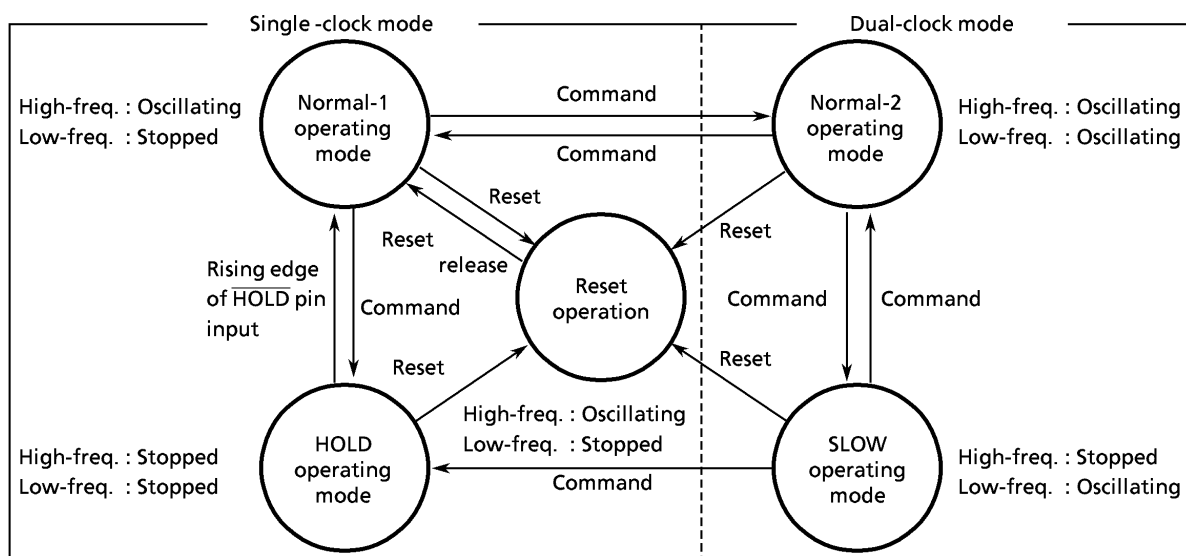 Single -clock mode
Dual-clock mode
High-freq. : Oscillating
Low-freq. : Stopped
Normal-1
operating
mode
Command
Command
Normal-2
operating
mode
High-freq. : Oscillating
Low-freq. : Oscillating
Reset
Reset
release
Reset
Rising edge
of HOLD pin
input
Command
Reset
operation
Command
Command
Reset
Reset
High-freq. : Oscillating
Low-freq. : Stopped
High-freq. : Stopped
Low-freq. : Stopped
HOLD
operating
mode
Command
SLOW
operating
mode
High-freq. : Stopped
Low-freq. : Oscillating